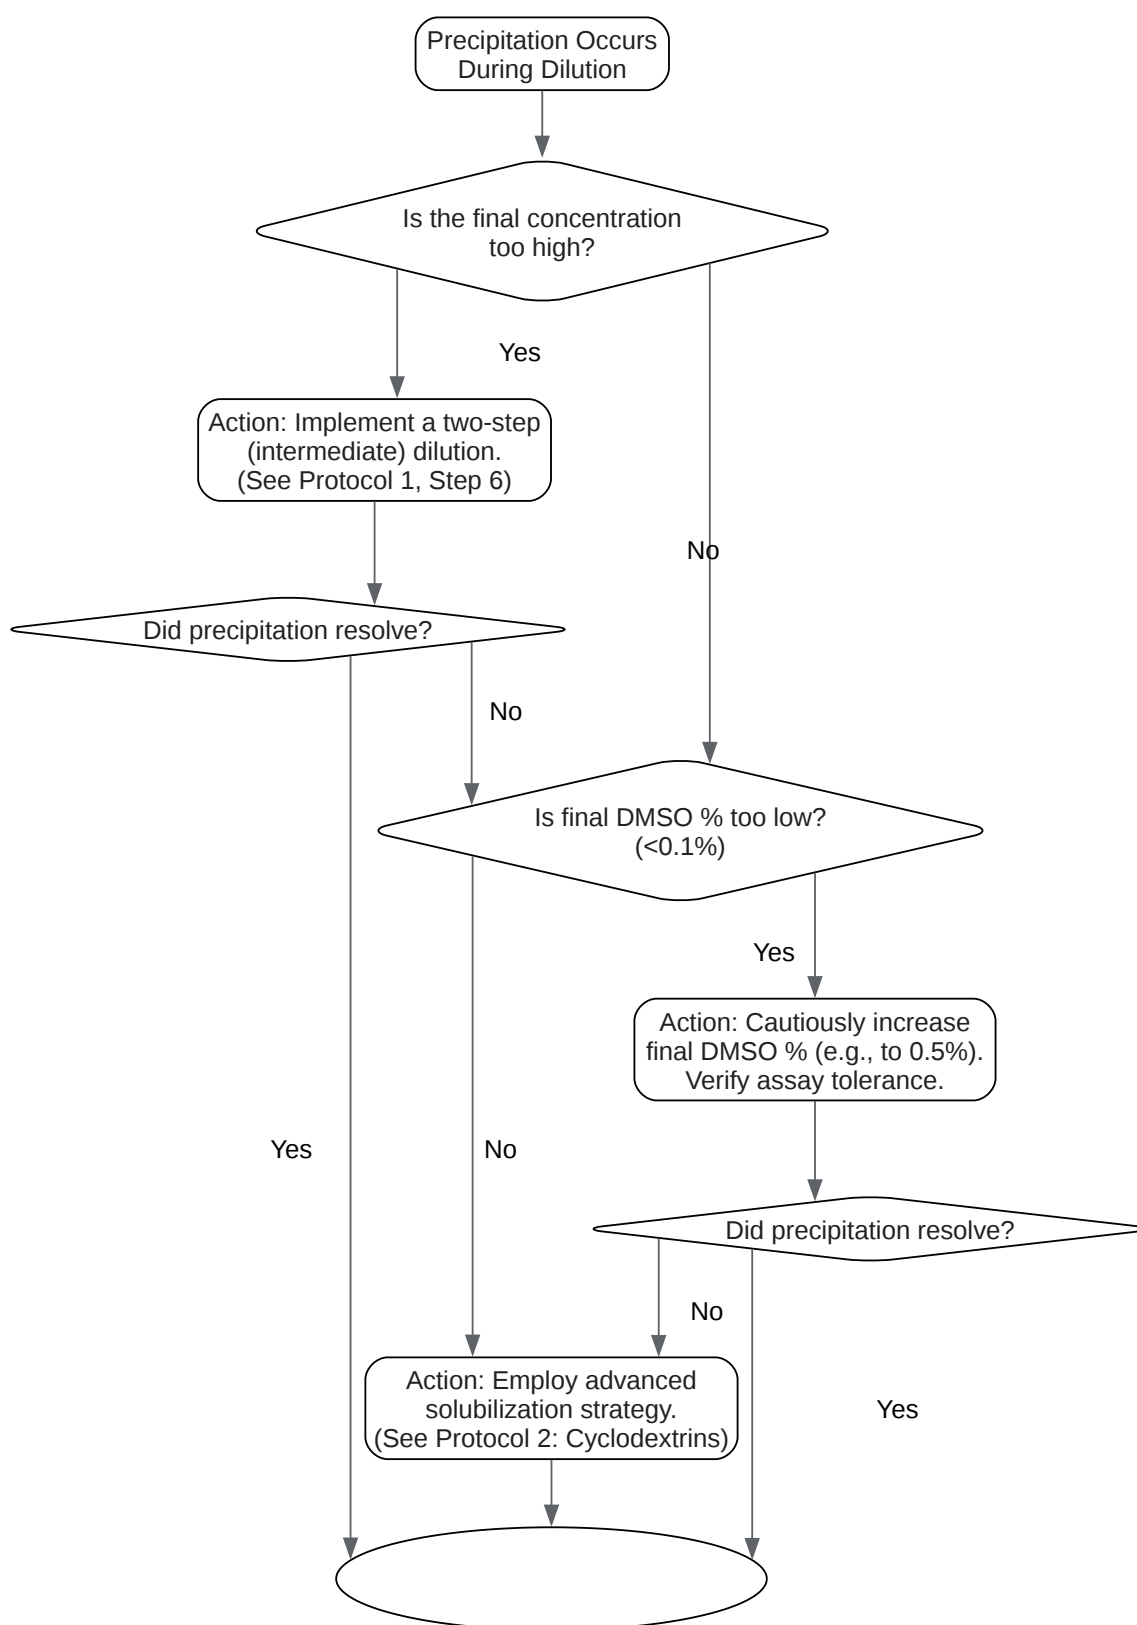 Precipitation Occurs
During Dilution
Is the final concentration
too high?
Yes
Action: Implement a two-step
(intermediate) dilution.
(See Protocol 1, Step 6)
No
Did precipitation resolve?
No
Is final DMSO % too low?
(<0.1%)
Yes
Action: Cautiously increase
final DMSO % (e.g., to 0.5%).
Verify assay tolerance.
Yes
No
Did precipitation resolve?
No
Action: Employ advanced
solubilization strategy.
(See Protocol 2: Cyclodextrins)
Yes